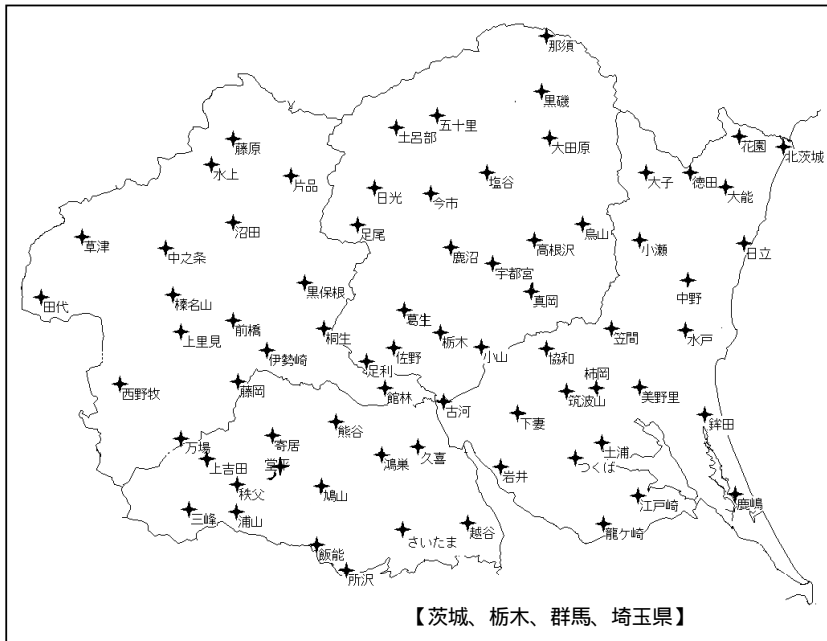 那須
黒磯
五十里
土呂部
大田原
花園
北茨城
藤原
水上
片品
塩谷
大子
徳田
大能
日光
今市
沼田
足尾
烏山
草津
中之条
鹿沼
高根沢
小瀬
日立
宇都宮
黒保根
真岡
中野
田代
榛名山
葛生
前橋
上里見
桐生
栃木
笠間
水戸
伊勢崎
佐野
小山
協和
足利
西野牧
藤岡
館林
柿岡
筑波山
美野里
古河
下妻
鉾田
熊谷
万場
寄居
久喜
土浦
鴻巣
上吉田
堂平
岩井
つくば
秩父
鳩山
江戸崎
鹿嶋
三峰
浦山
さいたま
越谷
龍ケ崎
飯能
所沢
【茨城、栃木、群馬、埼玉県】